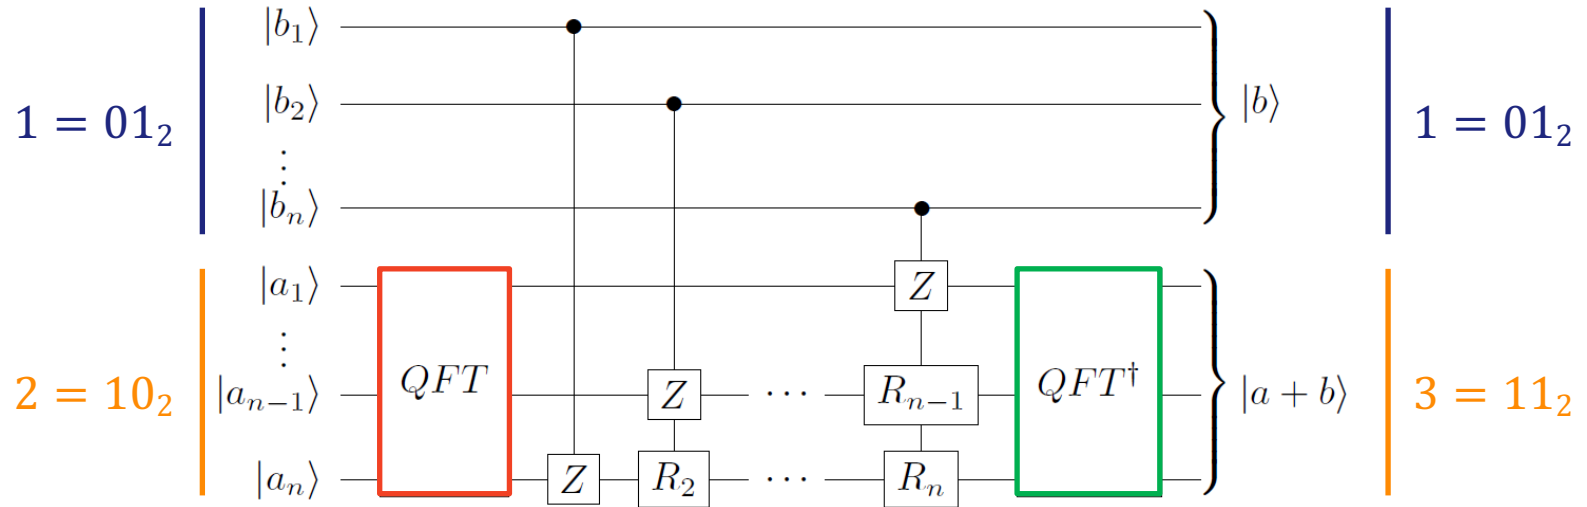 |b₁⟩
|b₂⟩
⋮
|bₙ⟩
1 = 01₂
|b⟩
1 = 01₂
|a₁⟩
Z
⋮
2 = 10₂
|aₙ₋₁⟩
QFT
Z
⋯
Rₙ₋₁
QFT†
|a + b⟩
3 = 11₂
|aₙ⟩
Z
R₂
⋯
Rₙ